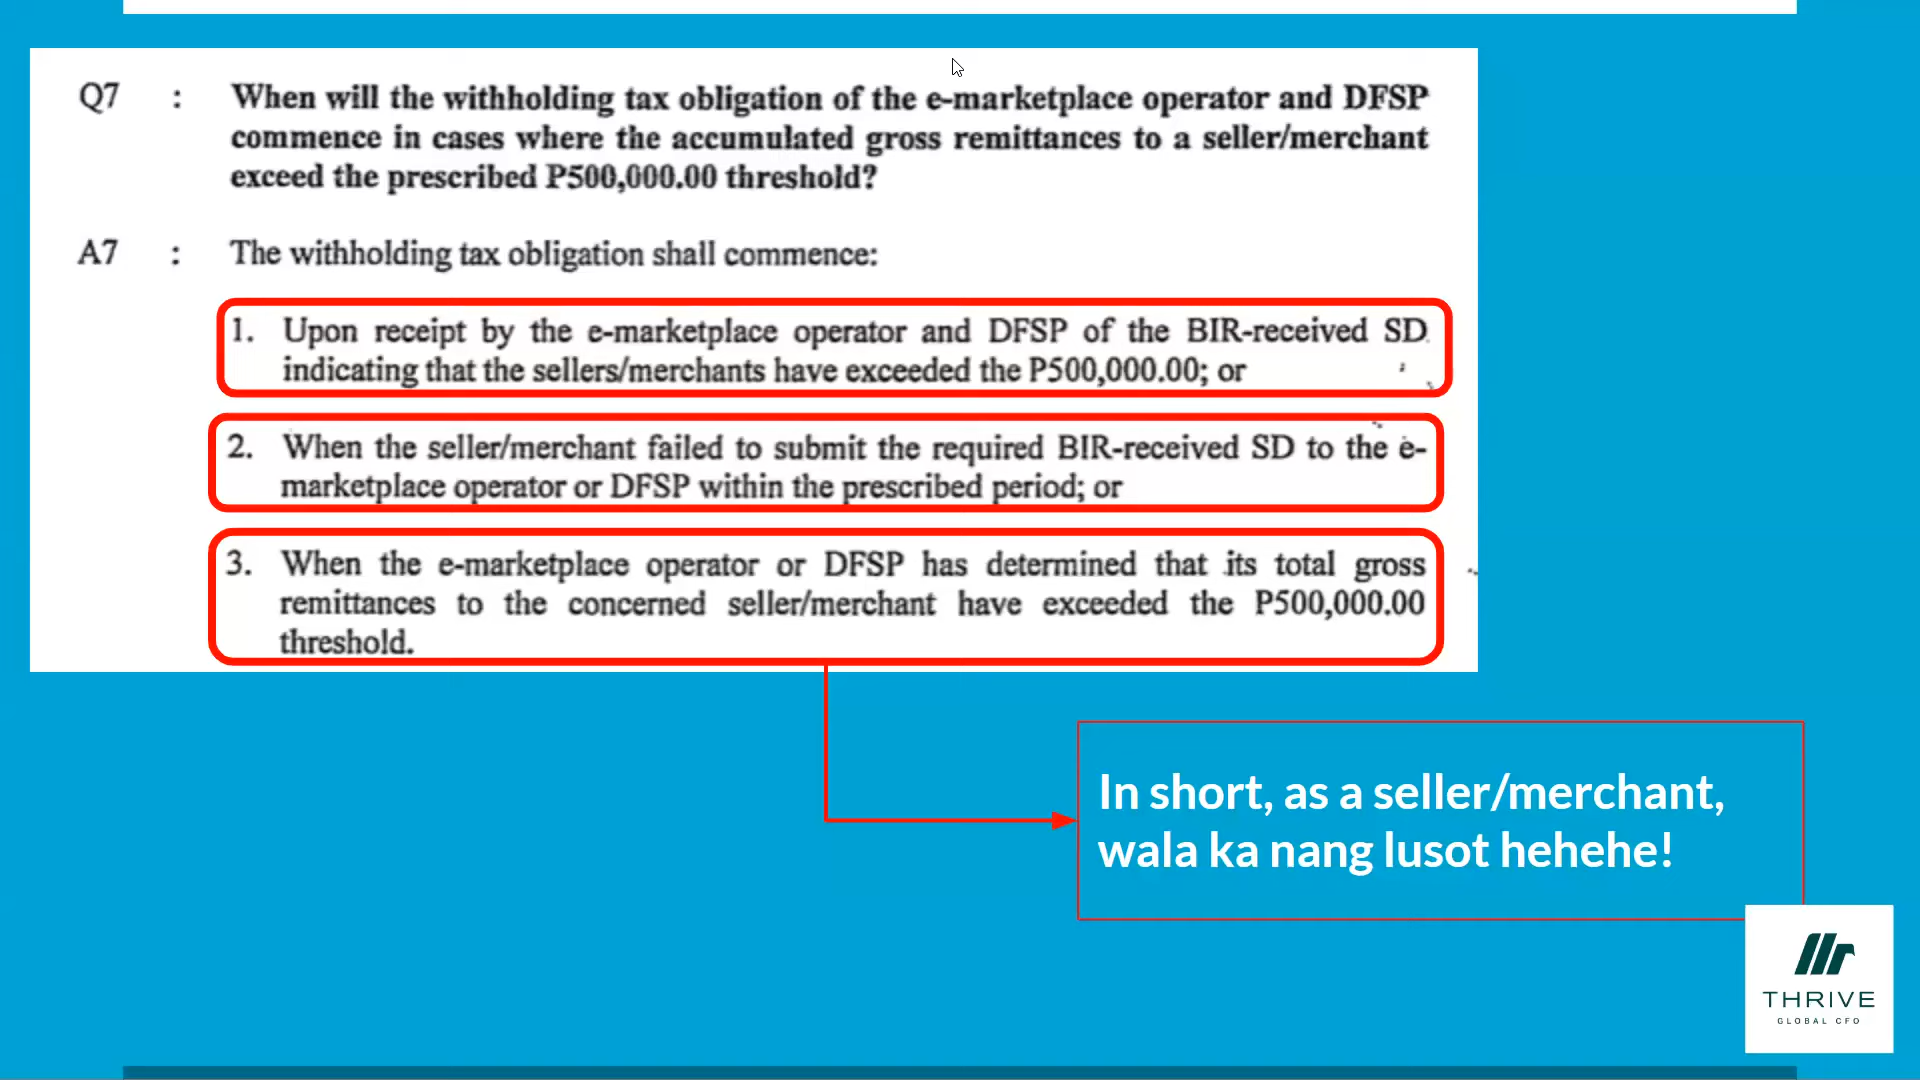 Q7 : When will the withholding tax obligation of the e-marketplace operator and DFSP
commence in cases where the accumulated gross remittances to a seller/merchant
exceed the prescribed P500,000.00 threshold?
A7 : The withholding tax obligation shall commence:
1. Upon receipt by the e-marketplace operator and DFSP of the BIR-received SD
indicating that the sellers/merchants have exceeded the P500,000.00; or
2. When the seller/merchant failed to submit the required BIR-received SD to the e-
marketplace operator or DFSP within the prescribed period; or
3. When the e-marketplace operator or DFSP has determined that its total gross
remittances to the concerned seller/merchant have exceeded the P500,000.00
threshold.
In short, as a seller/merchant,
wala ka nang lusot hehehe!
THRIVE
GLOBAL CFO